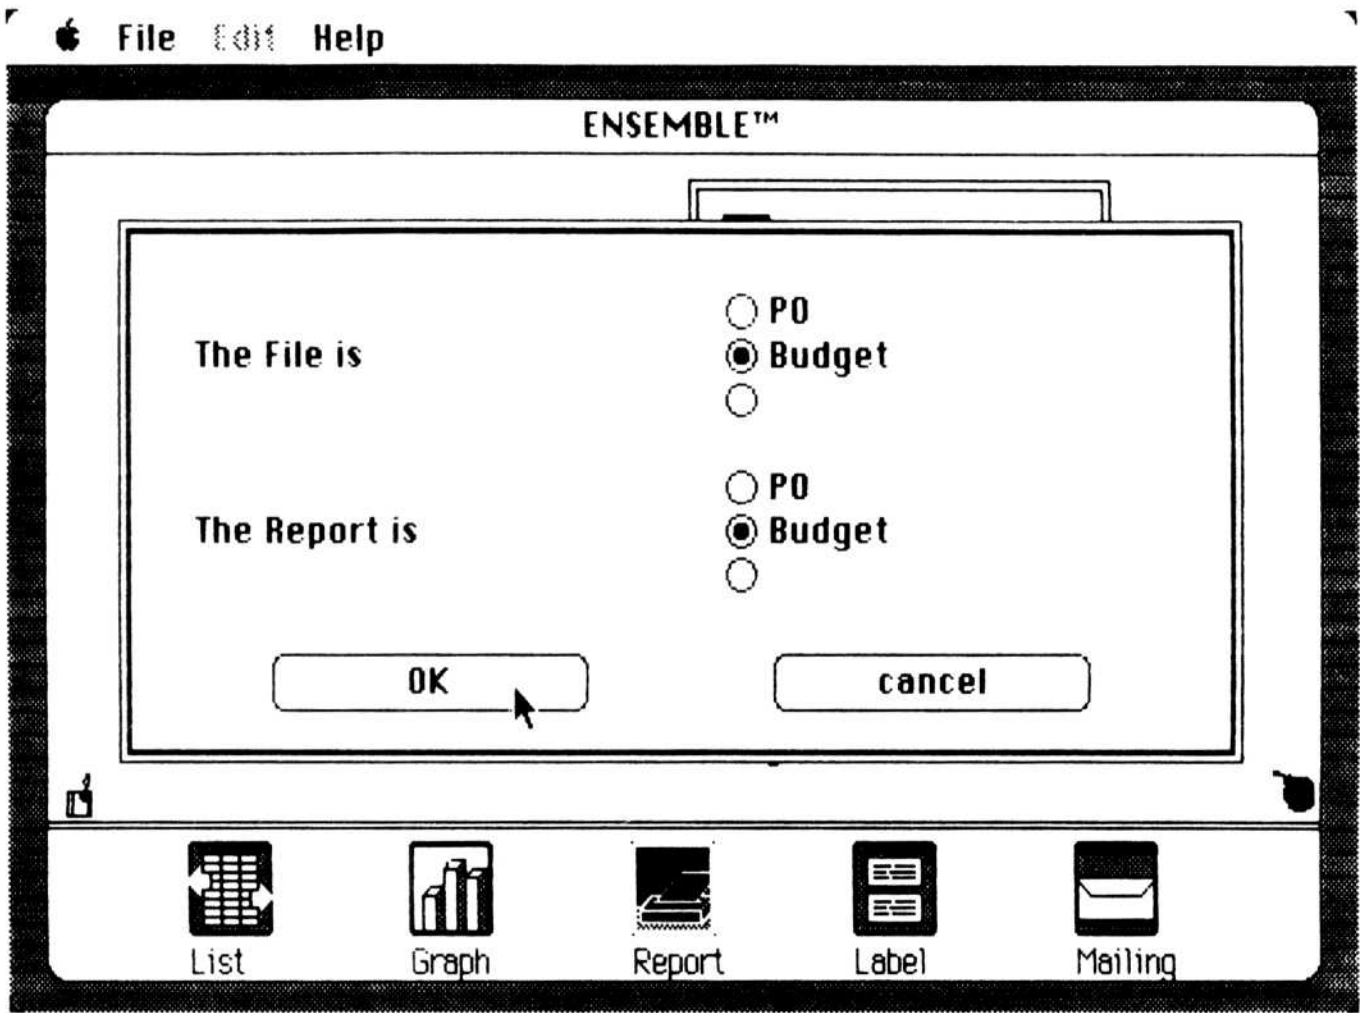 File Edit Help
ENSEMBLE™
PO
The File is
Budget
PO
The Report is
Budget
OK
cancel
List
Graph
Report
Label
Mailing